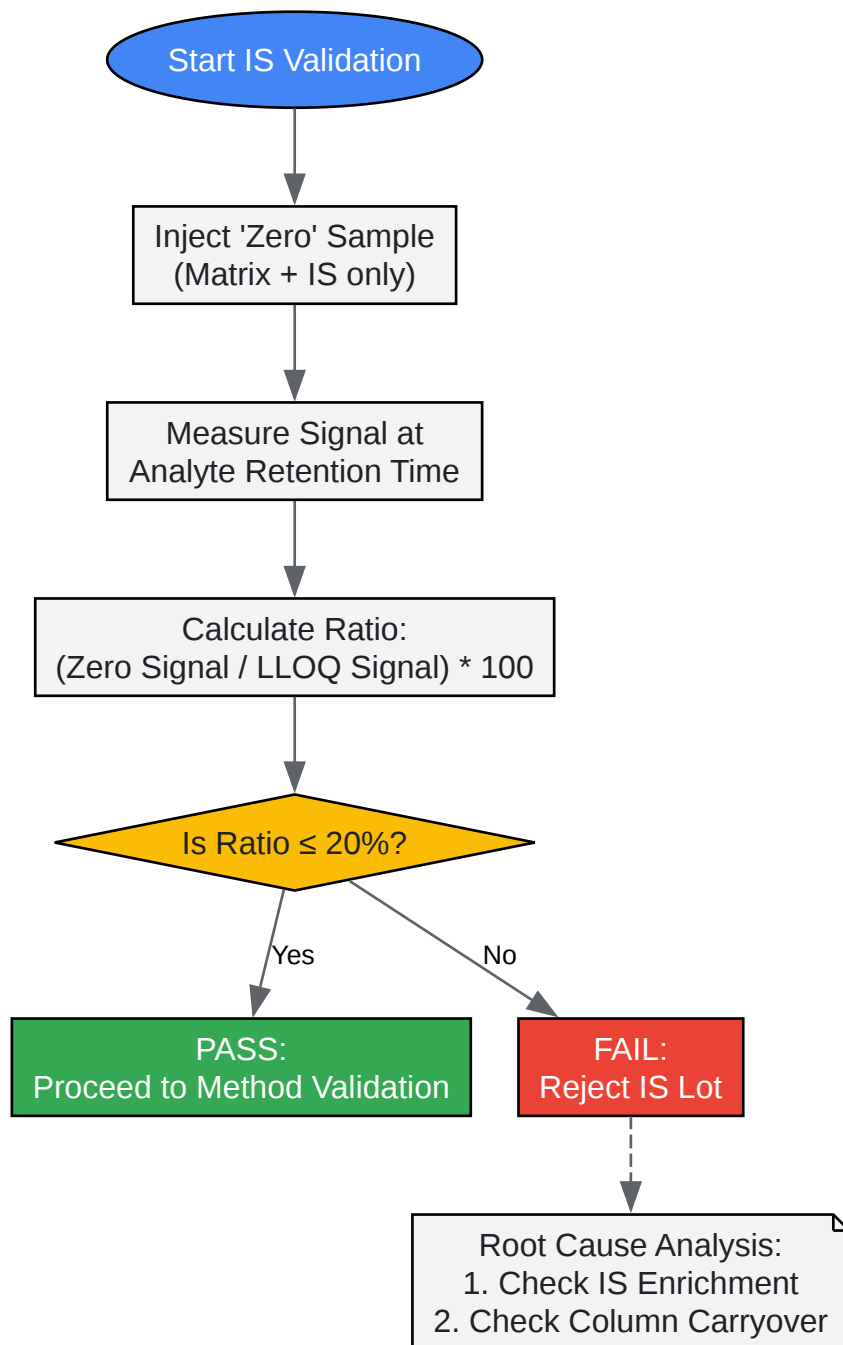 Start IS Validation
Inject 'Zero' Sample
(Matrix + IS only)
Measure Signal at
Analyte Retention Time
Calculate Ratio:
(Zero Signal / LLOQ Signal) * 100
Is Ratio ≤ 20%?
Yes
No
PASS:
Proceed to Method Validation
FAIL:
Reject IS Lot
Root Cause Analysis:
1. Check IS Enrichment
2. Check Column Carryover